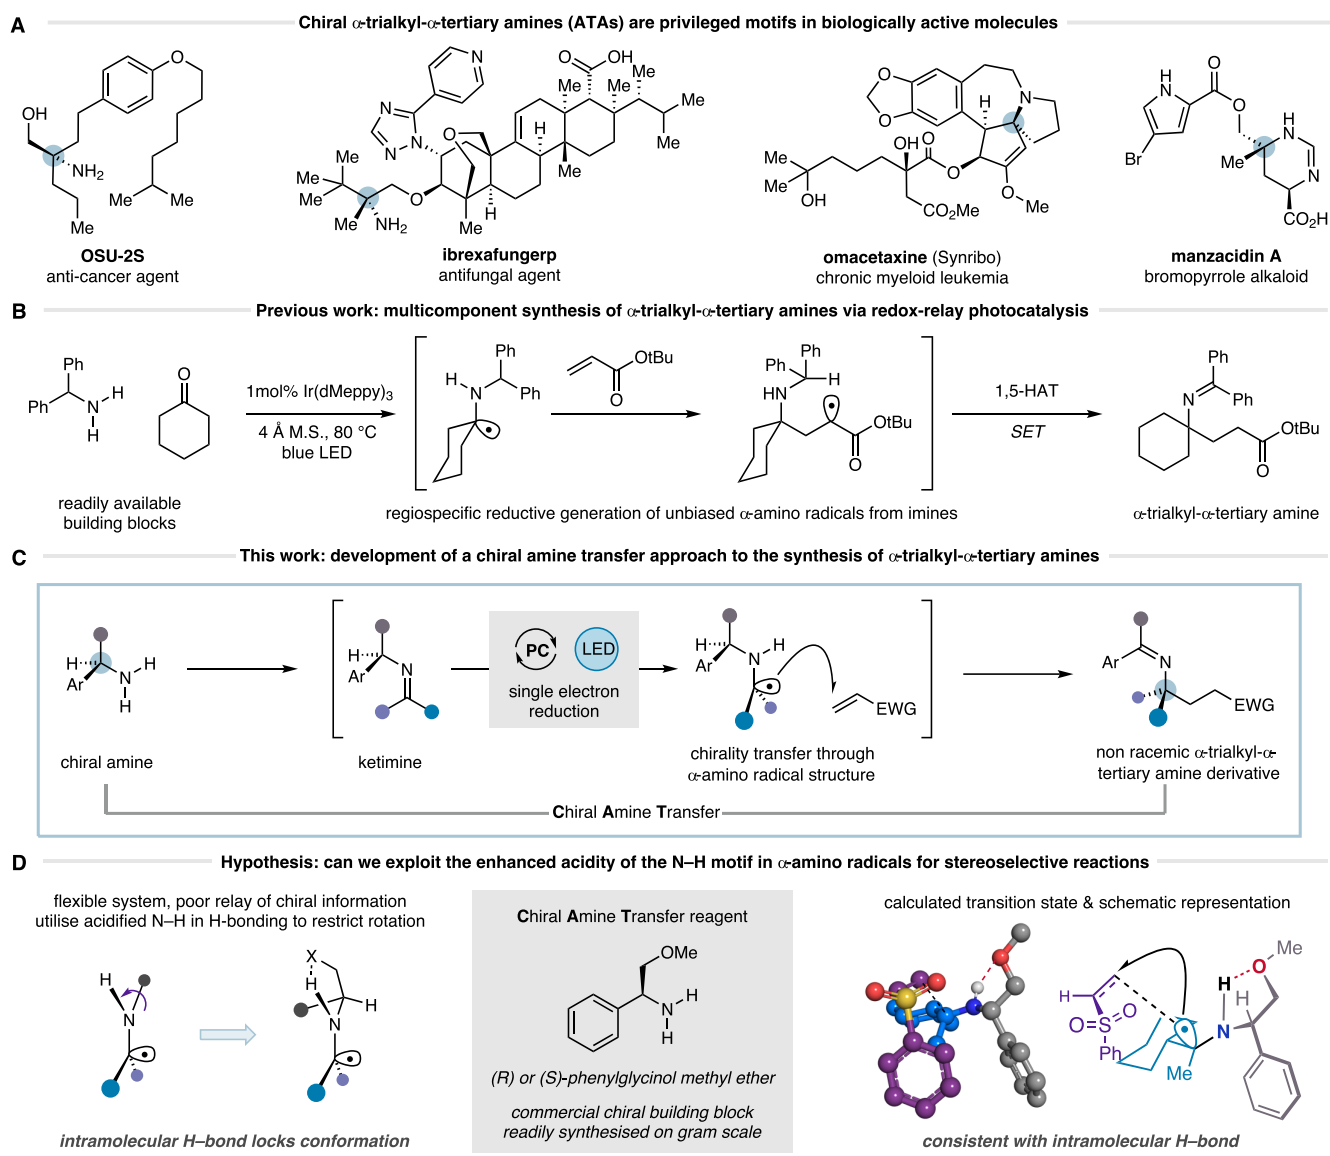 A Chiral α-trialkyl-α-tertiary amines (ATAs) are privileged motifs in biologically active molecules
OH
NH2
Me
O
Me
Me
OSU-2S
anti-cancer agent
N
N
N
N
O
O
OH
Me
Me
Me
Me
Me
H
Me
Me
Me
Me
Me
NH2
O
O
H
Me
ibrexafungerp
antifungal agent
O
O
H
N
OH
O
O
Me
Me
OH
CO2Me
O
Me
omacetaxine (Synribo)
chronic myeloid leukemia
H
N
O
O
Br
Me
H
N
N
CO2H
manzacidin A
bromopyrrole alkaloid
B Previous work: multicomponent synthesis of α-trialkyl-α-tertiary amines via redox-relay photocatalysis
Ph
Ph
N
H
H
O
readily available
building blocks
1mol% Ir(dMeppy)3
4 Å M.S., 80 °C
blue LED
Ph
H
N
Ph
OtBu
O
Ph
Ph
H
HN
OtBu
O
regiospecific reductive generation of unbiased α-amino radicals from imines
1,5-HAT
SET
Ph
N
Ph
OtBu
O
α-trialkyl-α-tertiary amine
C This work: development of a chiral amine transfer approach to the synthesis of α-trialkyl-α-tertiary amines
H
Ar
N
H
H
chiral amine
H
Ar
N
ketimine
PC
LED
single electron
reduction
H
Ar
N
H
EWG
chirality transfer through
α-amino radical structure
Ar
N
EWG
non racemic α-trialkyl-α-
tertiary amine derivative
Chiral Amine Transfer
D Hypothesis: can we exploit the enhanced acidity of the N–H motif in α-amino radicals for stereoselective reactions
flexible system, poor relay of chiral information
utilise acidified N–H in H-bonding to restrict rotation
H
N
X
H
H
N
intramolecular H–bond locks conformation
Chiral Amine Transfer reagent
OMe
N
H
H
(R) or (S)-phenylglycinol methyl ether
commercial chiral building block
readily synthesised on gram scale
calculated transition state & schematic representation
H
O
S
O
Ph
Me
N
H
H
O
Me
consistent with intramolecular H–bond